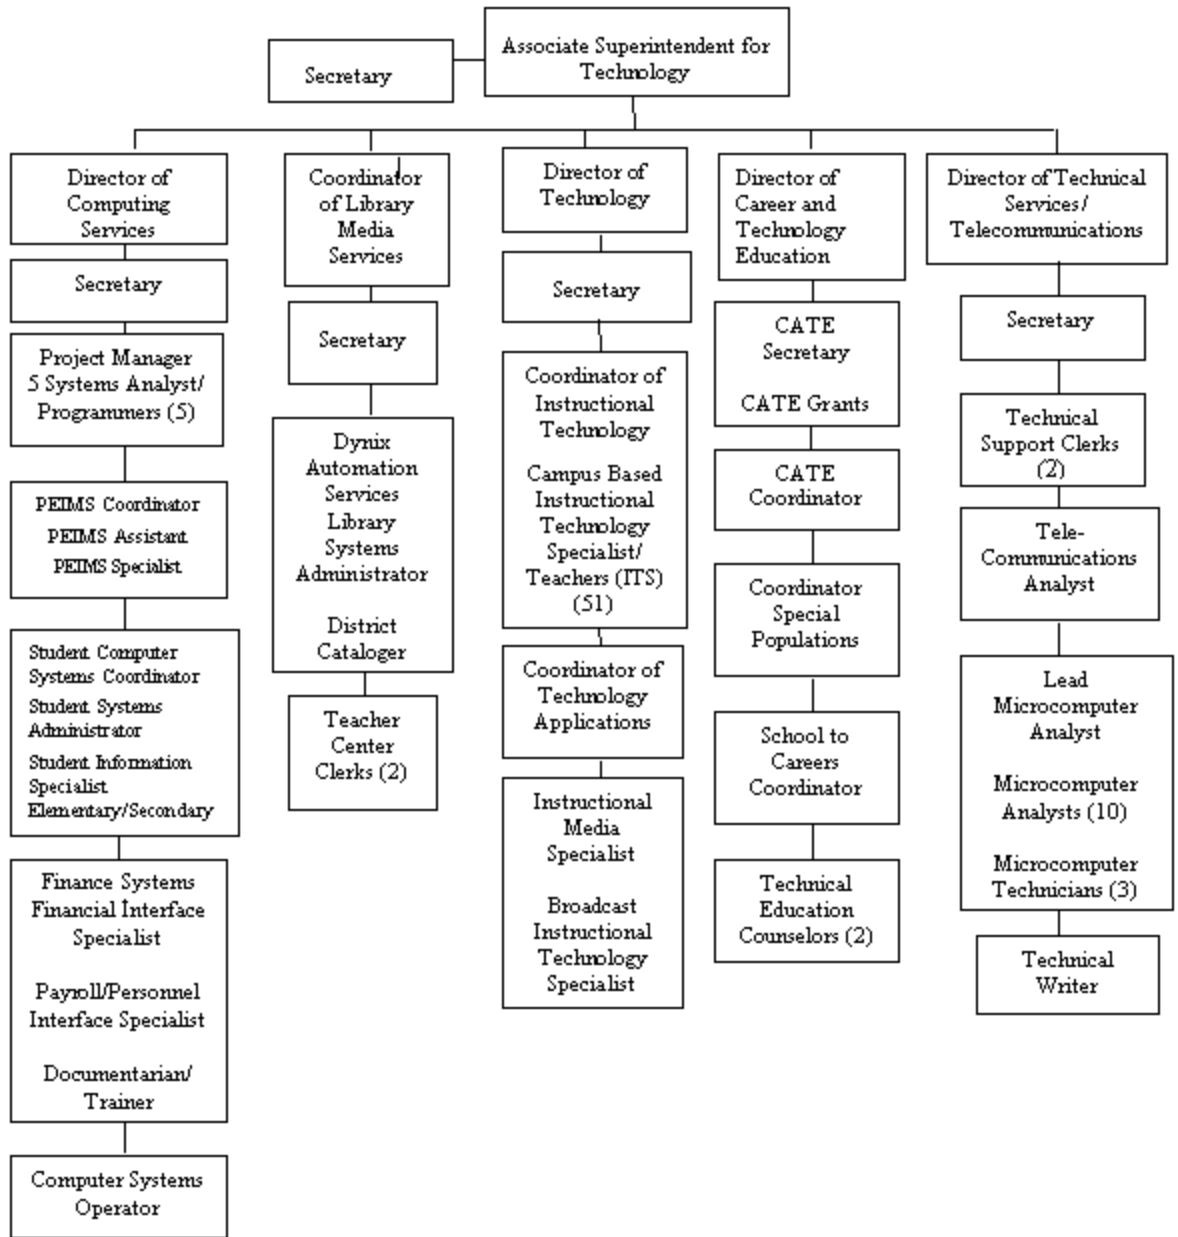 Secretary
Associate Superintendent for
Technology
Director of
Computing
Services
Secretary
Project Manager
5 Systems Analyst/
Programmers (5)
PEIMS Coordinator
PEIMS Assistant
PEIMS Specialist
Student Computer
Systems Coordinator
Student Systems
Administrator
Student Information
Specialist
Elementary/Secondary
Finance Systems
Financial Interface
Specialist
Payroll/Personnel
Interface Specialist
Documentarian/
Trainer
Computer Systems
Operator
Coordinator
of Library
Media
Services
Secretary
Dynix
Automation
Services
Library
Systems
Administrator
District
Cataloger
Teacher
Center
Clerks (2)
Director of
Technology
Secretary
Coordinator of
Instructional
Technology
Campus Based
Instructional
Technology
Specialist/
Teachers (ITS)
(51)
Coordinator of
Technology
Applications
Instructional
Media
Specialist
Broadcast
Instructional
Technology
Specialist
Director of
Career and
Technology
Education
CATE
Secretary
CATE Grants
CATE
Coordinator
Coordinator
Special
Populations
School to
Careers
Coordinator
Technical
Education
Counselors (2)
Director of Technical
Services/
Telecommunications
Secretary
Technical
Support Clerks
(2)
Tele-
Communications
Analyst
Lead
Microcomputer
Analyst
Microcomputer
Analysts (10)
Microcomputer
Technicians (3)
Technical
Writer